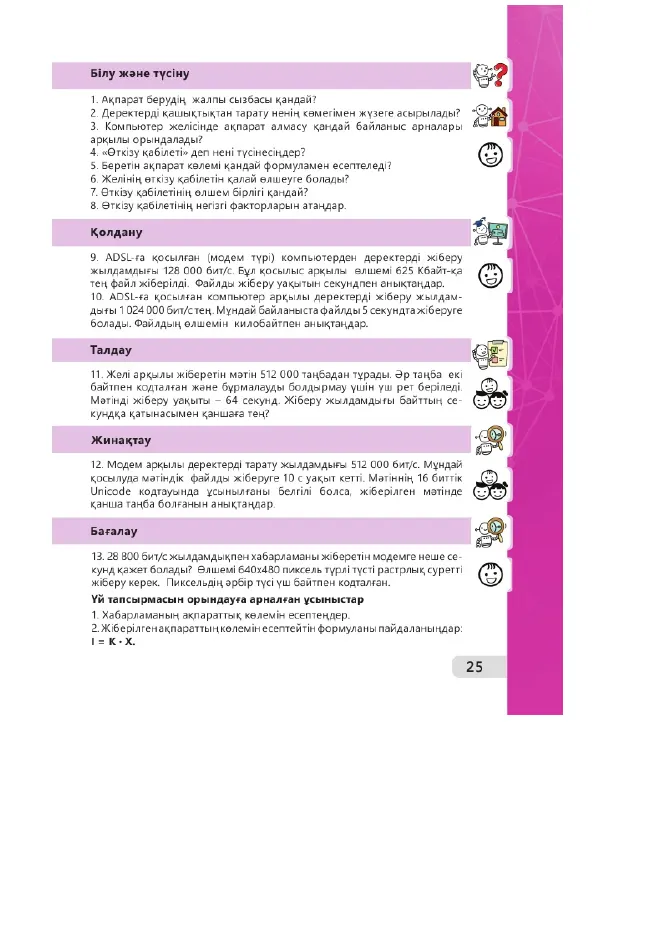 Білу және түсіну
1. Ақпарат берудің жалпы сызбасы қандай?
2. Деректерді қашықтықтан тарату ненің көмегімен жүзеге асырылады?
3. Компьютер желісінде ақпарат алмасу қандай байланыс арналары
арқылы орындалады?
4. «Өткізу қабілеті» деп нені түсінесіңдер?
5. Беретін ақпарат көлемі қандай формуламен есептеледі?
6. Желінің өткізу қабілетін қалай өлшеуге болады?
7. Өткізу қабілетінің өлшем бірлігі қандай?
8. Өткізу қабілетінің негізгі факторларын атаңдар.
Қолдану
9. ADSL-ға қосылған (модем түрі) компьютерден деректерді жіберу
жылдамдығы 128 000 бит/с. Бұл қосылыс арқылы өлшемі 625 Кбайт-қа
тең файл жіберілді. Файлды жіберу уақытын секундпен анықтаңдар.
10. ADSL-ға қосылған компьютер арқылы деректерді жіберу жылдам-
дығы 1 024 000 бит/с тең. Мұндай байланыста файлды 5 секундта жіберуге
болады. Файлдың өлшемін килобайтпен анықтаңдар.
Талдау
11. Желі арқылы жіберетін мәтін 512 000 таңбадан тұрады. Әр таңба екі
байтпен кодталған және бұрмалауды болдырмау үшін үш рет беріледі.
Мәтінді жіберу уақыты – 64 секунд. Жіберу жылдамдығы байттың се-
кундқа қатынасымен қаншаға тең?
Жинақтау
12. Модем арқылы деректерді тарату жылдамдығы 512 000 бит/с. Мұндай
қосылуда мәтіндік файлды жіберуге 10 с уақыт кетті. Мәтіннің 16 биттік
Unicode кодтауында ұсынылғаны белгілі болса, жіберілген мәтінде
қанша таңба болғанын анықтаңдар.
Бағалау
13. 28 800 бит/с жылдамдықпен хабарламаны жіберетін модемге неше се-
кунд қажет болады? Өлшемі 640x480 пиксель түрлі түсті растрлық суретті
жіберу керек. Пиксельдің әрбір түсі үш байтпен кодталған.
Үй тапсырмасын орындауға арналған ұсыныстар
1. Хабарламаның ақпараттық көлемін есептеңдер.
2. Жіберілген ақпараттың көлемін есептейтін формуланы пайдаланыңдар:
I = K · X.
25